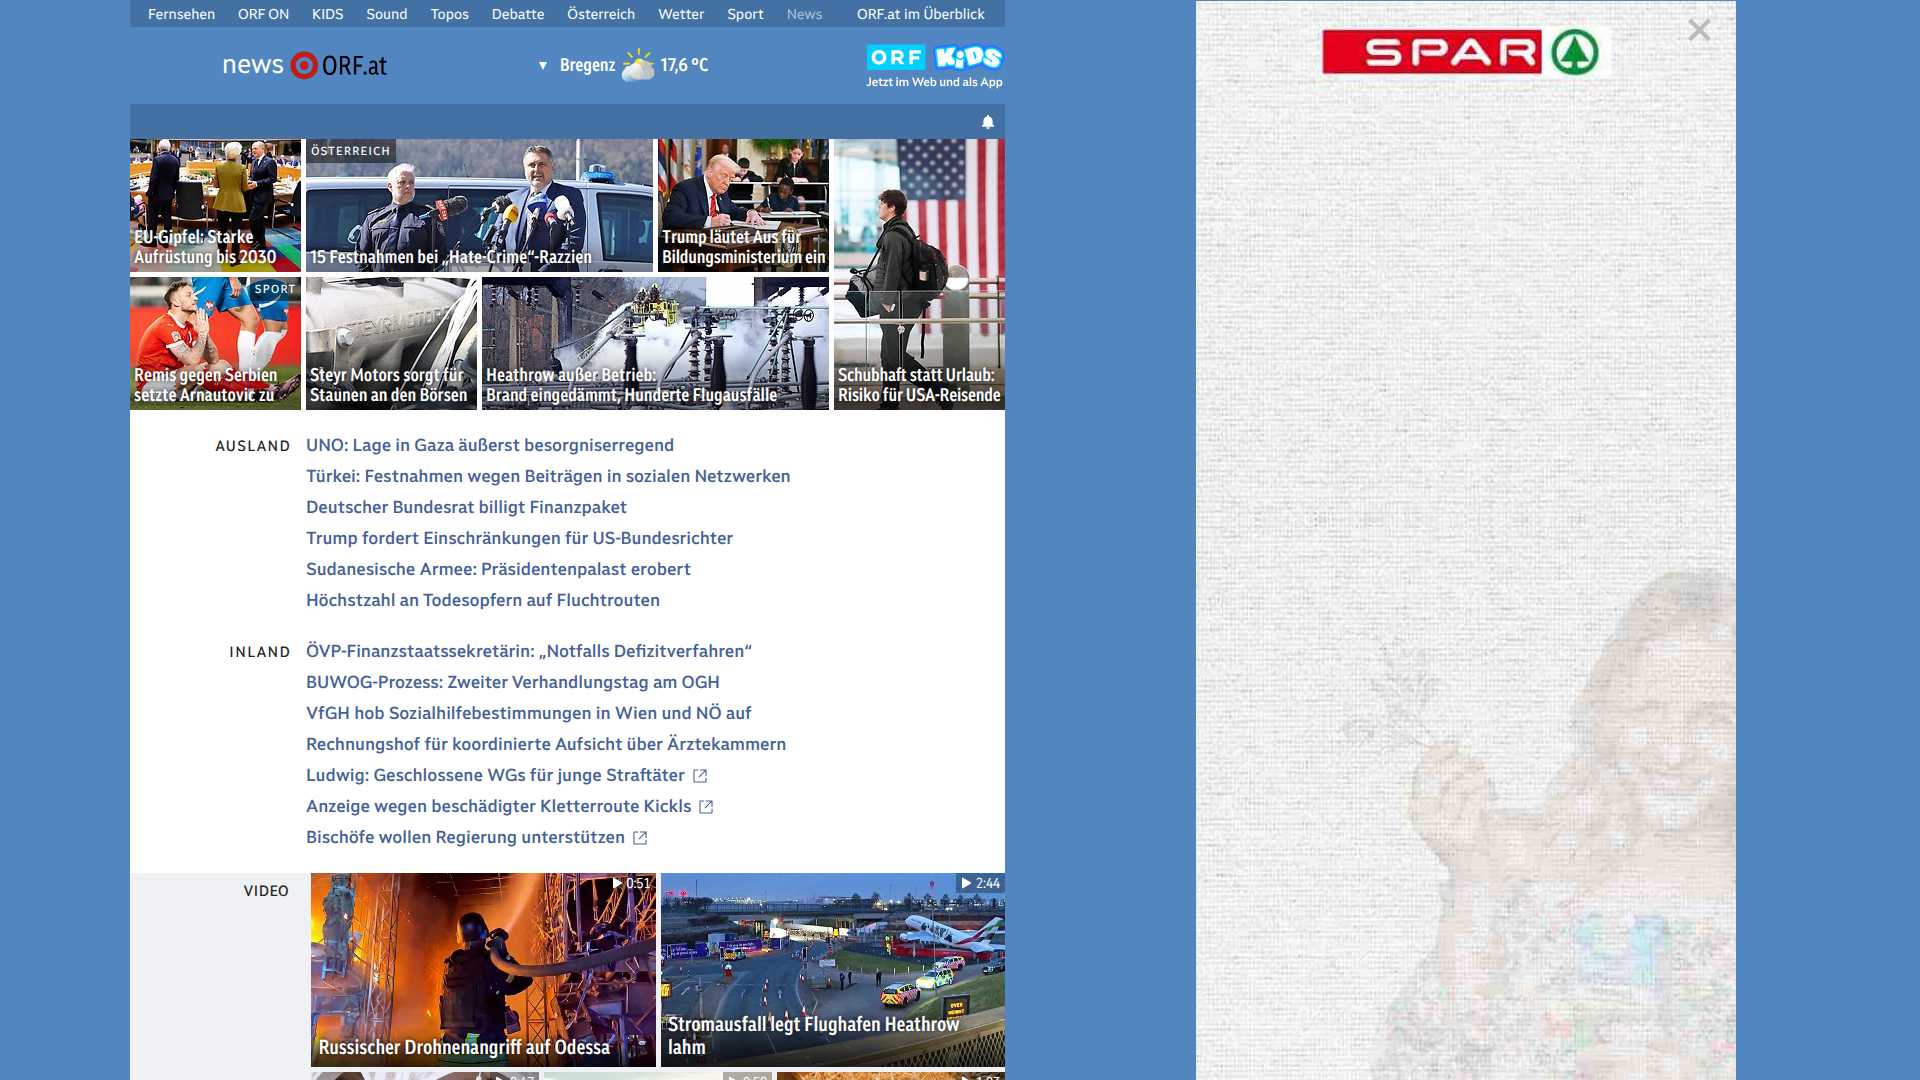 Fernsehen ORF ON KIDS Sound Topos Debatte Österreich Wetter Sport News ORF.at im Überblick
news ORF.at
▼ Bregenz 17,6 °C
ORF KiDS
Jetzt im Web und als App
SPAR
EU-Gipfel: Starke
Aufrüstung bis 2030
ÖSTERREICH
15 Festnahmen bei „Hate-Crime“-Razzien
Trump läutet Aus für
Bildungsministerium ein
Schubhaft statt Urlaub:
Risiko für USA-Reisende
SPORT
Remis gegen Serbien
setzte Arnautovic zu
STEYR MOTORS
Steyr Motors sorgt für
Staunen an den Börsen
Heathrow außer Betrieb:
Brand eingedämmt, Hunderte Flugausfälle
AUSLAND
UNO: Lage in Gaza äußerst besorgniserregend
Türkei: Festnahmen wegen Beiträgen in sozialen Netzwerken
Deutscher Bundesrat billigt Finanzpaket
Trump fordert Einschränkungen für US-Bundesrichter
Sudanesische Armee: Präsidentenpalast erobert
Höchstzahl an Todesopfern auf Fluchtrouten
INLAND
ÖVP-Finanzstaatssekretärin: „Notfalls Defizitverfahren“
BUWOG-Prozess: Zweiter Verhandlungstag am OGH
VfGH hob Sozialhilfebestimmungen in Wien und NÖ auf
Rechnungshof für koordinierte Aufsicht über Ärztekammern
Ludwig: Geschlossene WGs für junge Straftäter
Anzeige wegen beschädigter Kletterroute Kickls
Bischöfe wollen Regierung unterstützen
VIDEO
0:51
Russischer Drohnenangriff auf Odessa
2:44
Stromausfall legt Flughafen Heathrow
lahm